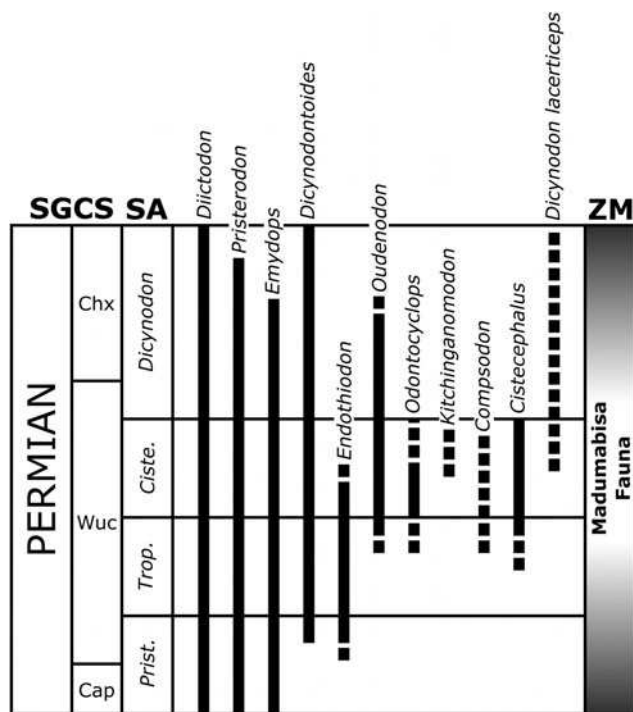 SGCS SA ZM
Diictodon
Pristerodon
Emydops
Dicynodontoides
Endothiodon
Oudenodon
Odontocyclops
Kitchinganomodon
Compsodon
Cistecephalus
Dicynodon lacerticeps
PERMIAN
Chx
Wuc
Cap
Dicynodon
Ciste.
Trop.
Prist.
Madumabisa
Fauna